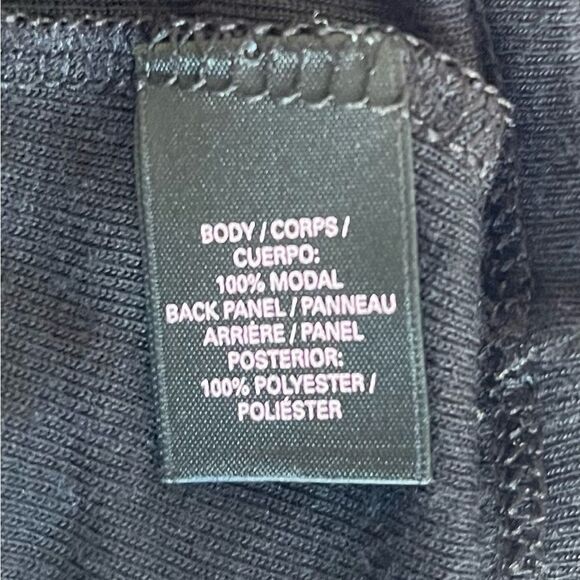 BODY / CORPS /
CUERPO:
100% MODAL
BACK PANEL / PANNEAU
ARRIÈRE / PANEL
POSTERIOR:
100% POLYESTER /
POLIÉSTER